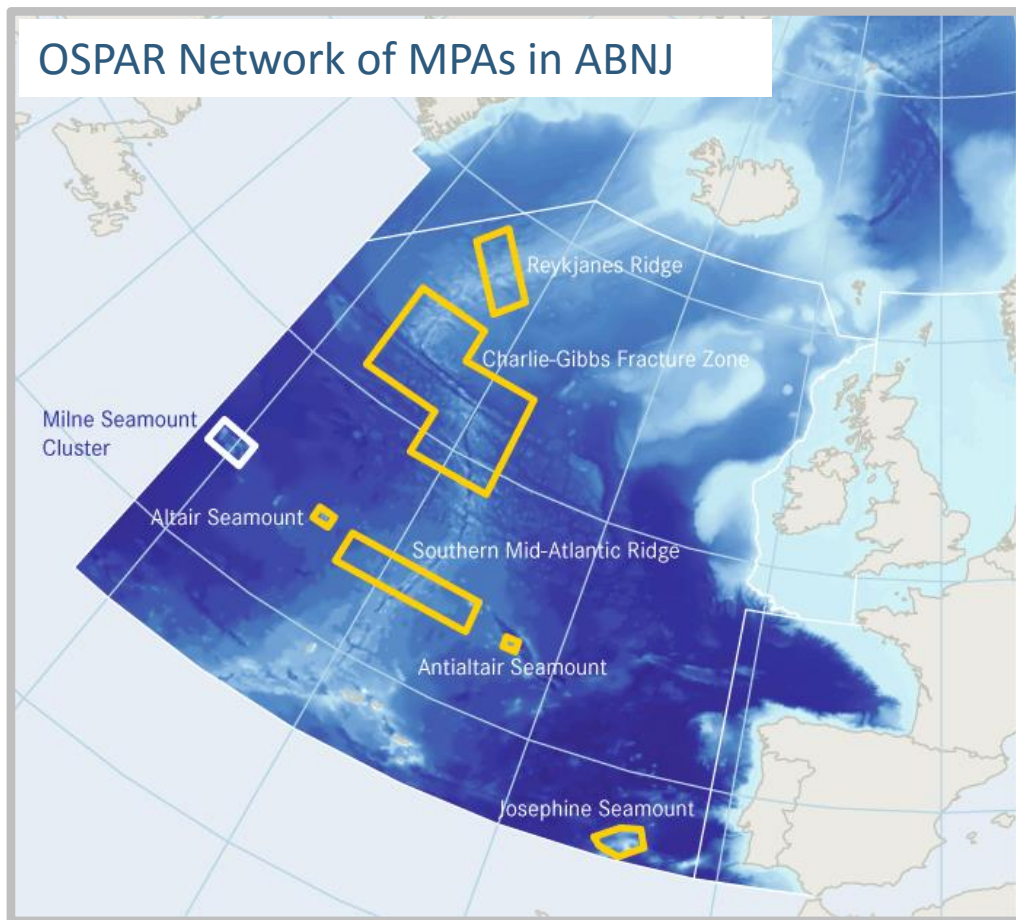 OSPAR Network of MPAs in ABNJ
Reykjanes Ridge
Charlie-Gibbs Fracture Zone
Milne Seamount
Cluster
Altair Seamount
Southern Mid-Atlantic Ridge
Antialtair Seamount
Josephine Seamount